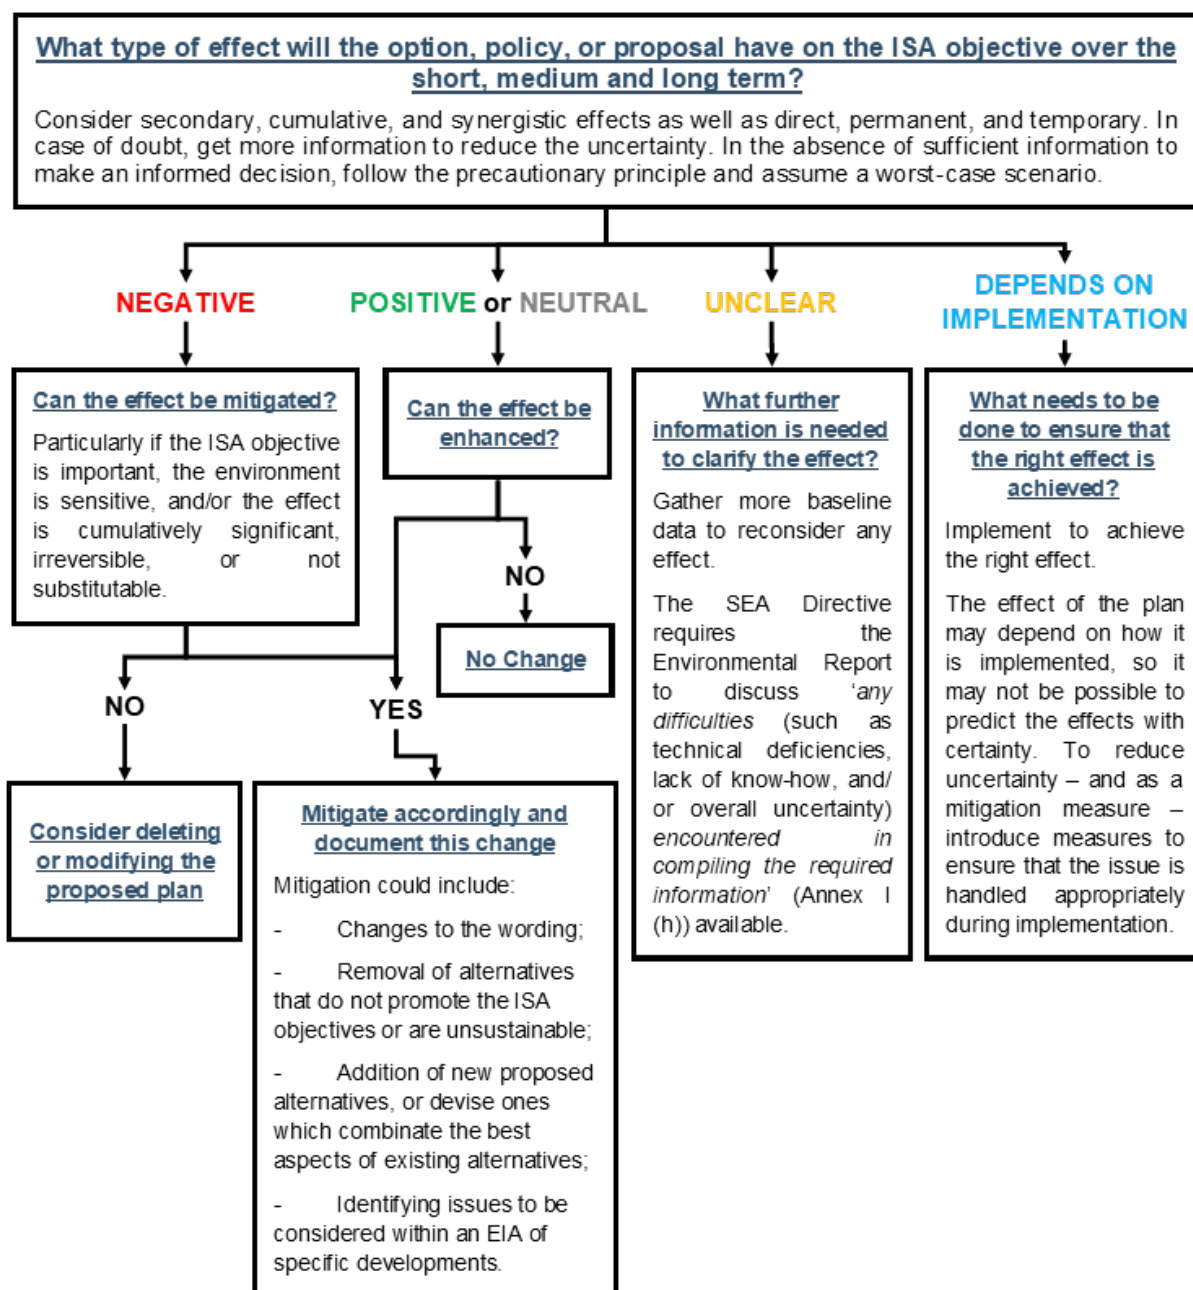 What type of effect will the option, policy, or proposal have on the ISA objective over the
short, medium and long term?
Consider secondary, cumulative, and synergistic effects as well as direct, permanent, and temporary. In
case of doubt, get more information to reduce the uncertainty. In the absence of sufficient information to
make an informed decision, follow the precautionary principle and assume a worst-case scenario.
NEGATIVE
POSITIVE or NEUTRAL
UNCLEAR
DEPENDS ON
IMPLEMENTATION
Can the effect be mitigated?
Particularly if the ISA objective
is important, the environment
is sensitive, and/or the effect
is cumulatively significant,
irreversible, or not
substitutable.
Can the effect be
enhanced?
NO
No Change
NO
YES
Consider deleting
or modifying the
proposed plan
Mitigate accordingly and
document this change
Mitigation could include:
- Changes to the wording;
- Removal of alternatives
that do not promote the ISA
objectives or are unsustainable;
- Addition of new proposed
alternatives, or devise ones
which combinate the best
aspects of existing alternatives;
- Identifying issues to be
considered within an EIA of
specific developments.
What further
information is needed
to clarify the effect?
Gather more baseline
data to reconsider any
effect.
The SEA Directive
requires the
Environmental Report
to discuss ‘any
difficulties (such as
technical deficiencies,
lack of know-how, and/
or overall uncertainty)
encountered in
compiling the required
information’ (Annex I
(h)) available.
What needs to be
done to ensure that
the right effect is
achieved?
Implement to achieve
the right effect.
The effect of the plan
may depend on how it
is implemented, so it
may not be possible to
predict the effects with
certainty. To reduce
uncertainty – and as a
mitigation measure –
introduce measures to
ensure that the issue is
handled appropriately
during implementation.